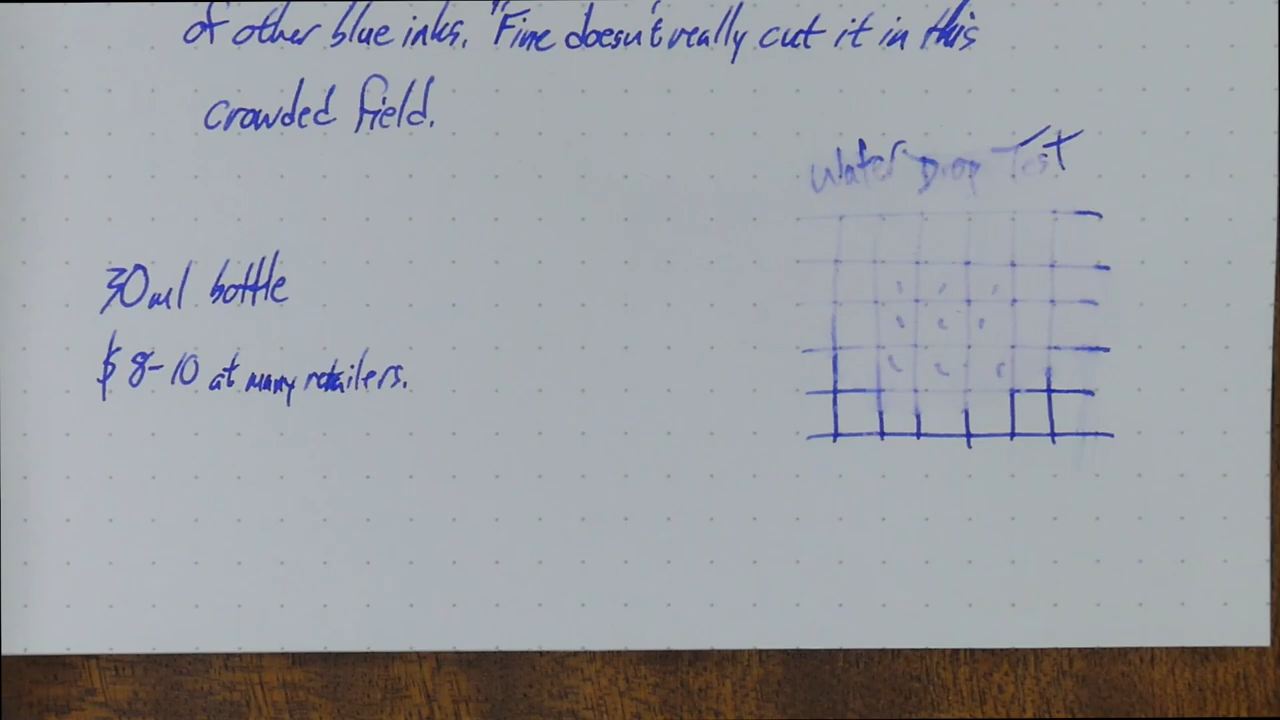 of other blue inks. "Fine doesn't really cut it in this
crowded field.
Water Drop Test
30ml bottle
$8-10 at many retailers.